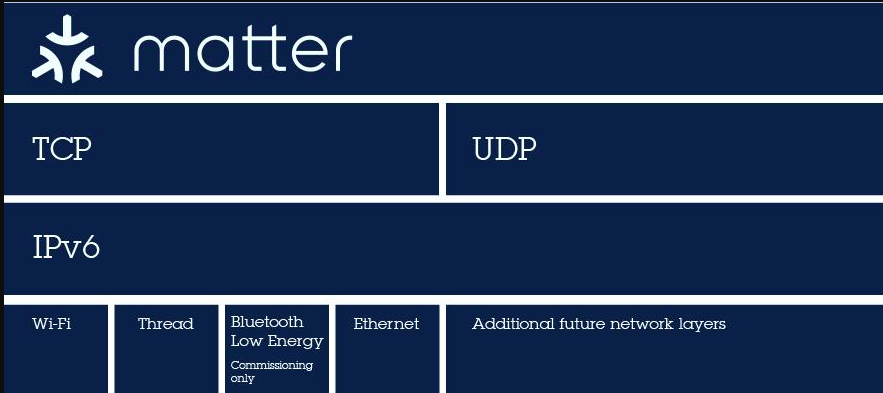 matter
TCP
UDP
IPv6
Wi-Fi
Thread
Bluetooth
Low Energy
Commissioning
only
Ethernet
Additional future network layers